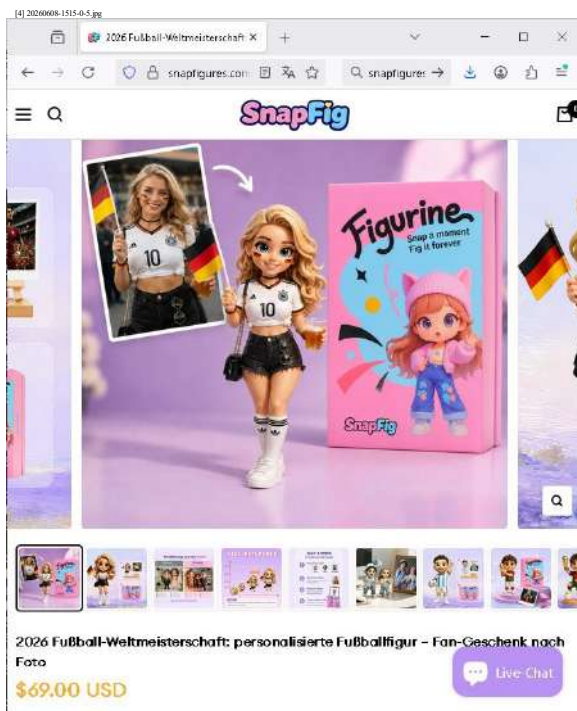 [4] 20260608-1515-0-5.jpg
2026 Fußball-Weltmeisterschaft
snapfigures.com
snapfigures
SnapFig
10
10
Figurine
Snap a moment
Fig it forever
SnapFig
2026 Fußball-Weltmeisterschaft: personalisierte Fußballfigur – Fan-Geschenk nach
Foto
$69.00 USD
Live-Chat